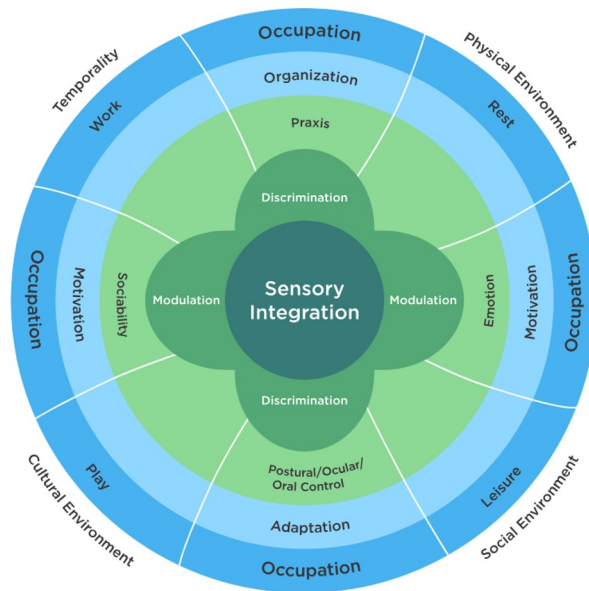 Occupation
Organization
Praxis
Discrimination
Temporality
Work
Physical Environment
Rest
Occupation
Motivation
Sociability
Modulation
Sensory
Integration
Modulation
Emotion
Motivation
Occupation
Discrimination
Postural/Ocular/
Oral Control
Adaptation
Occupation
Cultural Environment
Play
Leisure
Social Environment